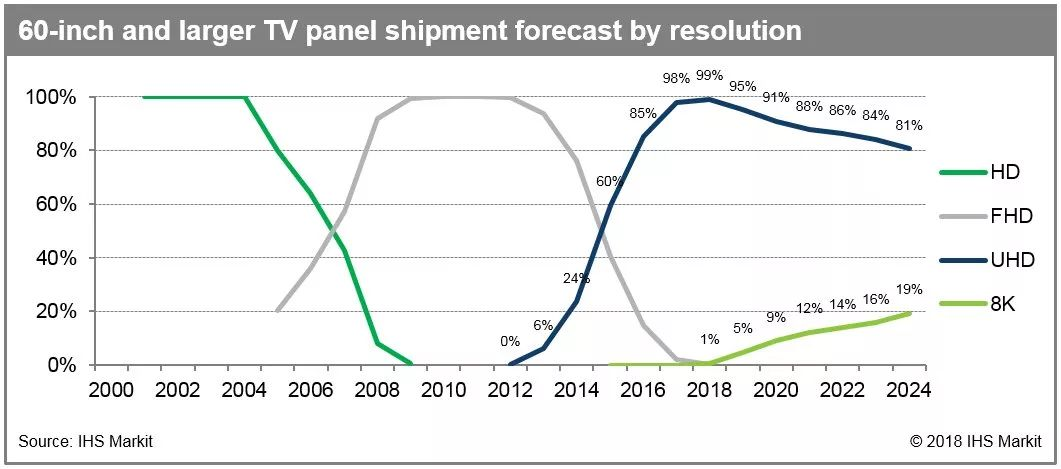 60-inch and larger TV panel shipment forecast by resolution
98% 99% 95% 91% 88% 86% 84% 81%
100%
85%
80%
60%
60%
40%
24%
20%
0% 6%
1% 5% 9% 12% 14% 16% 19%
0%
2000 2002 2004 2006 2008 2010 2012 2014 2016 2018 2020 2022 2024
HD
FHD
UHD
8K
Source: IHS Markit
© 2018 IHS Markit